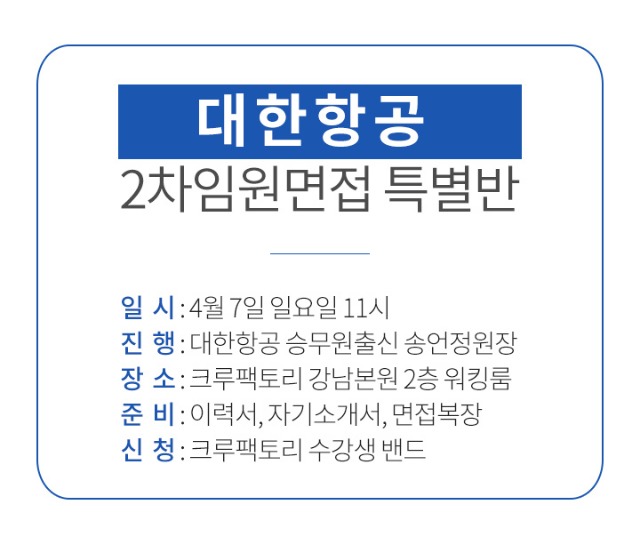 대한항공
2차임원면접 특별반
일 시 : 4월 7일 일요일 11시
진 행 : 대한항공 승무원출신 송언정원장
장 소 : 크루팩토리 강남본원 2층 워킹룸
준 비 : 이력서, 자기소개서, 면접복장
신 청 : 크루팩토리 수강생 밴드